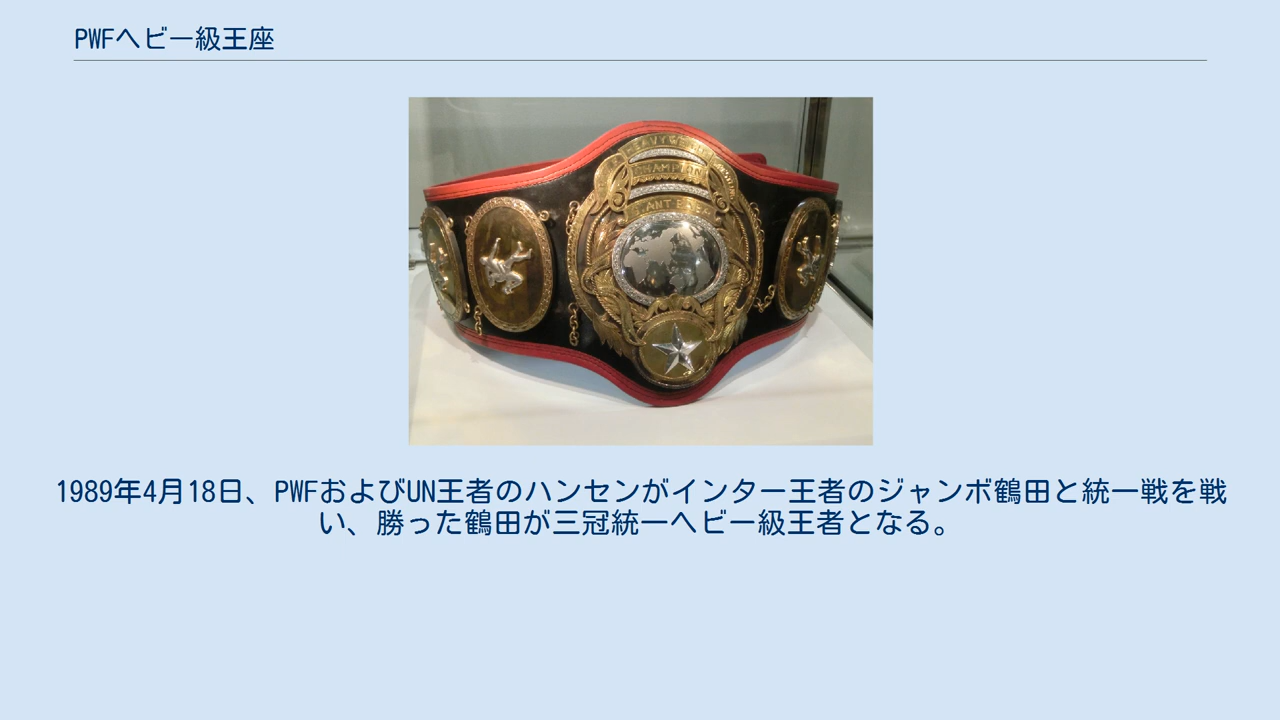 PWFヘビー級王座
HEAVYWEIGHT
CHAMPION
1989年4月18日、PWFおよびUN王者のハンセンがインター王者のジャンボ鶴田と統一戦を戦
い、勝った鶴田が三冠統一ヘビー級王者となる。